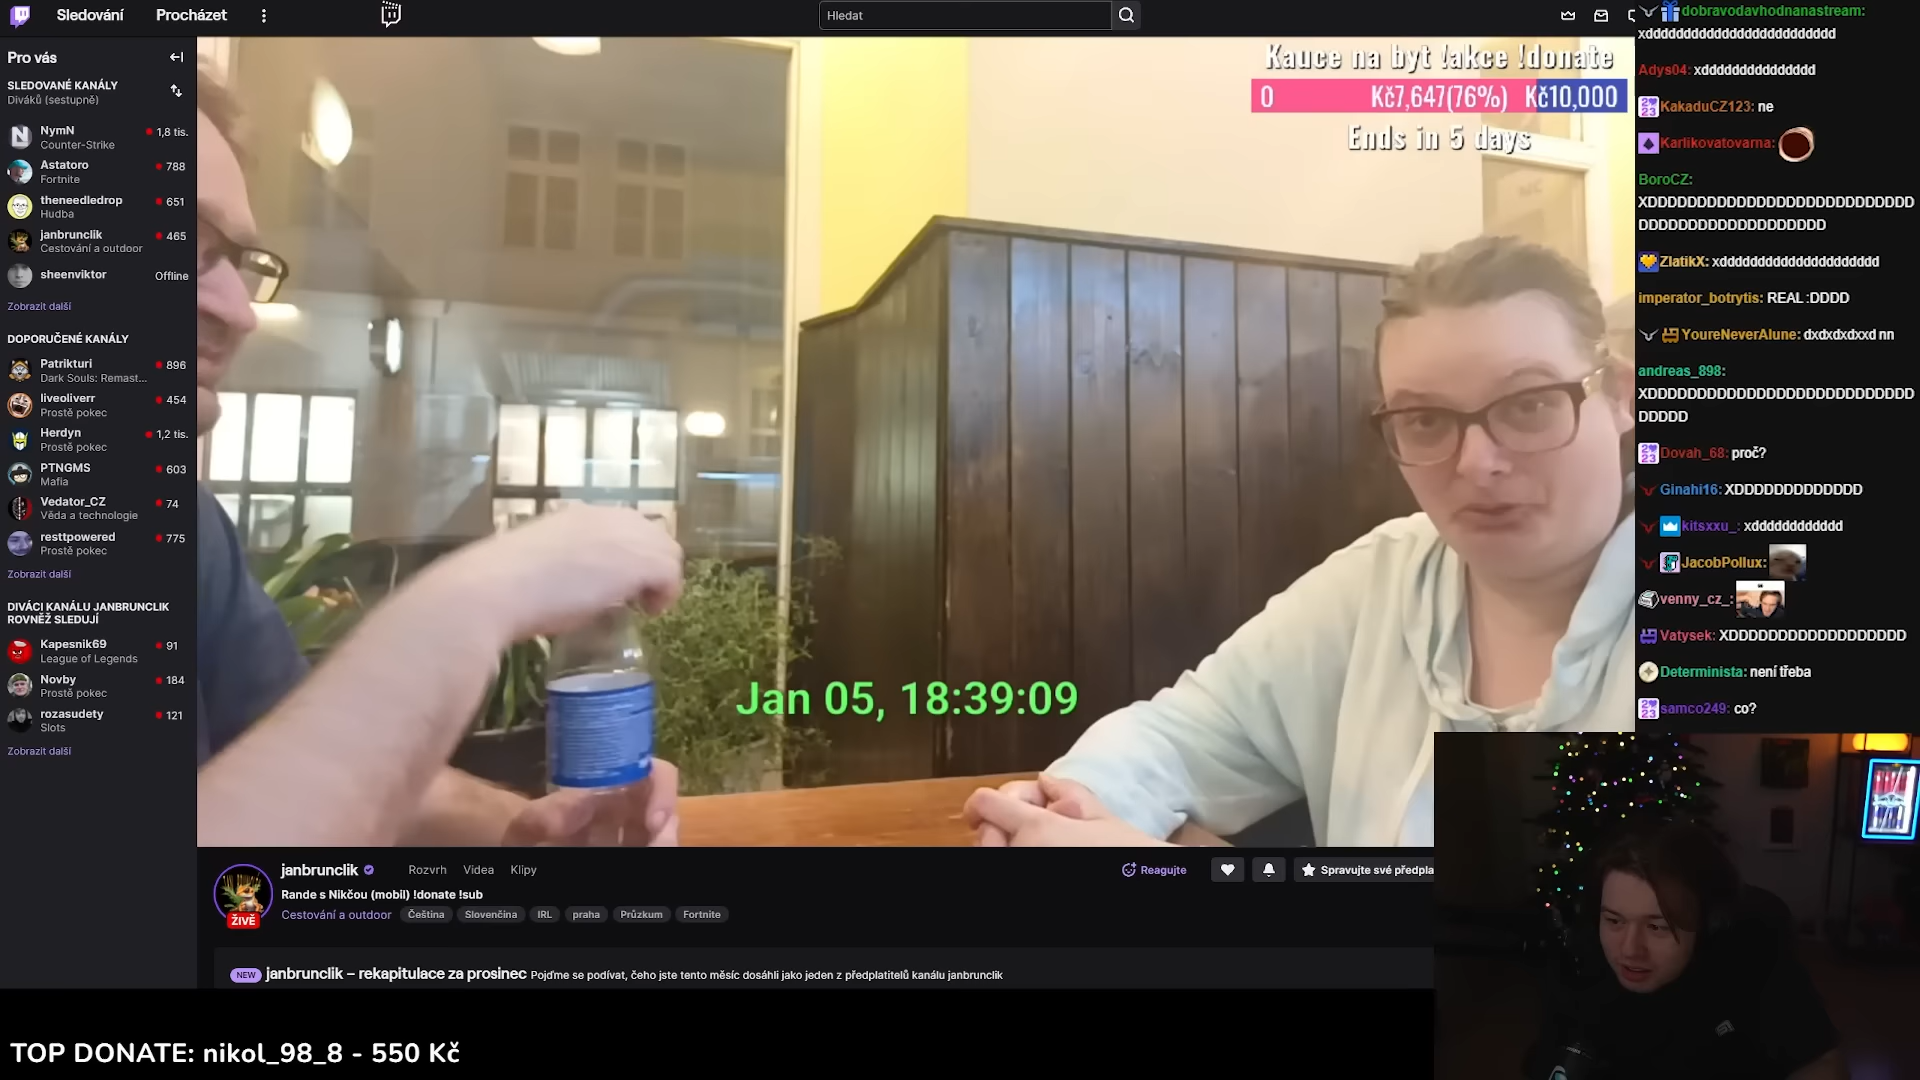 Sledování
Procházet
Hledat
Pro vás
SLEDOVANÉ KANÁLY
Diváků (sestupně)
NymN
1,8 tis.
Counter-Strike
Astatoro
788
Fortnite
theneedledrop
651
Hudba
janbrunclik
465
Cestování a outdoor
sheenviktor
Offline
Zobrazit další
DOPORUČENÉ KANÁLY
Patrikturi
896
Dark Souls: Remast...
liveoliverr
454
Prostě pokec
Herdyn
1,2 tis.
Prostě pokec
PTNGMS
603
Mafia
Vedator_CZ
74
Věda a technologie
resttpowered
775
Prostě pokec
Zobrazit další
DIVÁCI KANÁLU JANBRUNCLIK
ROVNĚŽ SLEDUJÍ
Kapesnik69
91
League of Legends
Novby
184
Prostě pokec
rozasudety
121
Slots
Zobrazit další
Kauce na byt !akce !donate
0 Kč7,647(76%) Kč10,000
Ends in 5 days
Jan 05, 18:39:09
janbrunclik
Rozvrh
Videa
Klipy
Reagujte
Spravujte své předpla
ŽIVĚ
Rande s Nikčou (mobil) !donate !sub
Cestování a outdoor
Čeština
Slovenčina
IRL
praha
Průzkum
Fortnite
NEW janbrunclik – rekapitulace za prosinec Pojďme se podívat, čeho jste tento měsíc dosáhli jako jeden z předplatitelů kanálu janbrunclik
TOP DONATE: nikol_98_8 - 550 Kč
dobravodavhodnanastream:
xdddddddddddddddddddddddd
Adys04: xddddddddddddddd
KakaduCZ123: ne
Karlikovatovarna:
BoroCZ:
XDDDDDDDDDDDDDDDDDDDDDDDDDDD
DDDDDDDDDDDDDDDDDDD
ZlatikX: xddddddddddddddddddddd
imperator_botrytis: REAL :DDDD
YoureNeverAlune: dxdxdxdxxd nn
andreas_898:
XDDDDDDDDDDDDDDDDDDDDDDDDDDD
DDDDD
Dovah_68: proč?
Ginahi16: XDDDDDDDDDDDDD
kitsxxu_: xdddddddddddd
JacobPollux:
venny_cz_:
Vatysek: XDDDDDDDDDDDDDDDDDD
Determinista: není třeba
samco249: co?